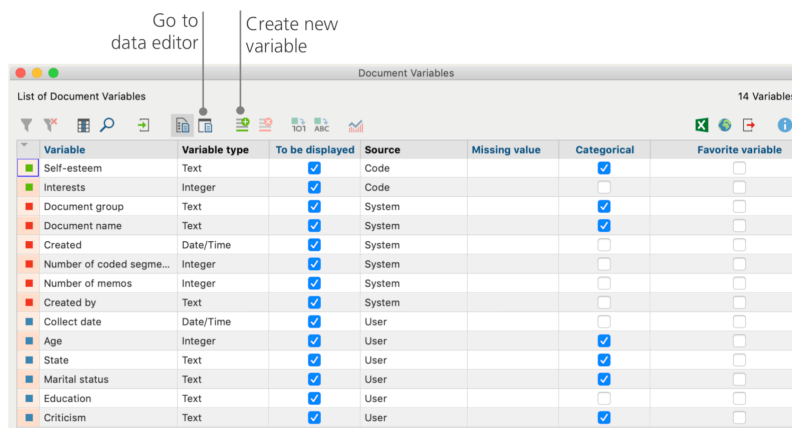 Go to
data editor
Create new
variable
Document Variables
List of Document Variables
14 Variables
101 ABC
Variable Variable type To be displayed Source Missing value Categorical Favorite variable
Self-esteem Text Code
Interests Integer Code
Document group Text System
Document name Text System
Created Date/Time System
Number of coded segme... Integer System
Number of memos Integer System
Created by Text System
Collect date Date/Time User
Age Integer User
State Text User
Marital status Text User
Education Text User
Criticism Text User